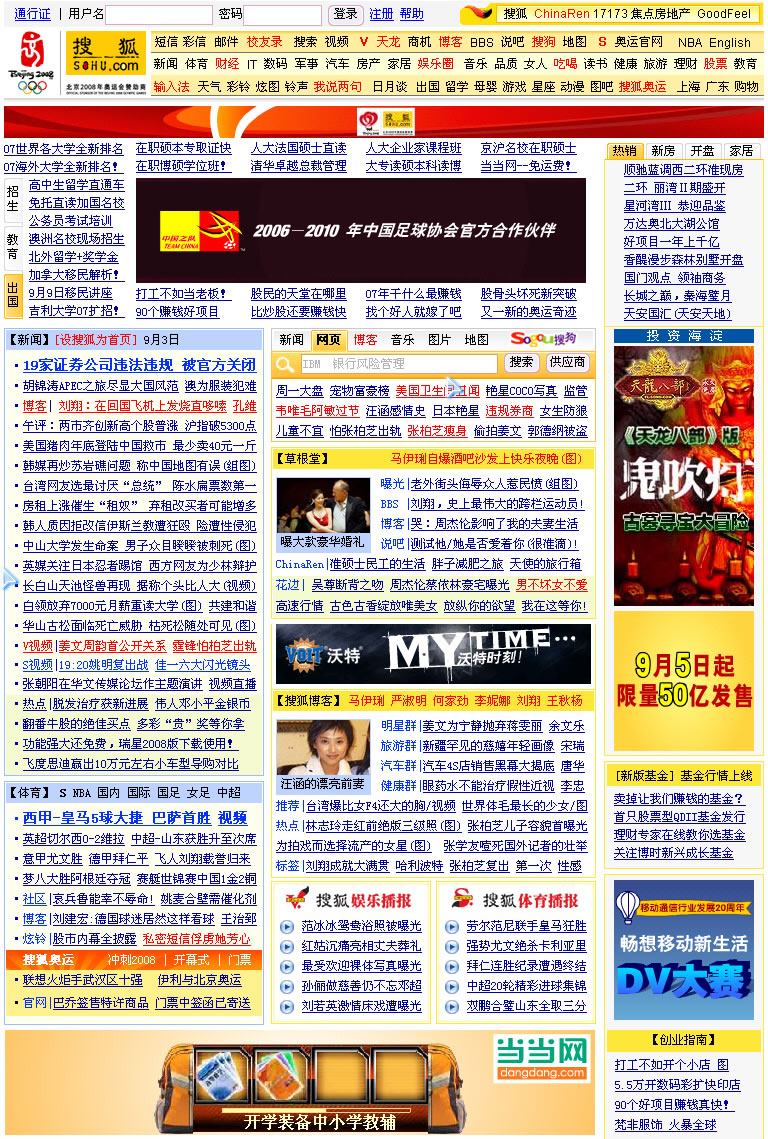 通行证 | 用户名 密码 登录 注册 帮助
搜狐 ChinaRen 17173 焦点房地产 GoodFeel
Beijing 2008
搜狐
SOHU.com
北京2008年奥运会赞助商
短信 彩信 邮件 校友录 搜索 视频 V 天龙 商机 博客 BBS 说吧 搜狗 地图 S 奥运官网 NBA English
新闻 体育 财经 IT 数码 军事 汽车 房产 家居 娱乐圈 音乐 品质 女人 吃喝 读书 健康 旅游 理财 股票 教育
输入法 天气 彩铃 炫图 铃声 我说两句 日月谈 出国 留学 母婴 游戏 星座 动漫 图吧 搜狐奥运 上海 广东 购物
07世界各大学全新排名 在职硕本专取证快 人大法国硕士直读 人大企业家课程班 京沪名校在职硕士
07海外大学全新排名! 在职博硕学位班! 清华卓越总裁管理 大专读硕本科读博 当当网--免运费!
招生
教育
出国
高中生留学直通车
免托直读加国名校
公务员考试培训
澳洲名校现场招生
北外留学+奖学金
加拿大移民解析!
9月9日移民讲座
吉利大学07扩招!
中国之队
TEAM CHINA
2006-2010 年中国足球协会官方合作伙伴
打工不如当老板! 股民的天堂在哪里 07年干什么最赚钱 股骨头坏死新突破
90个赚钱好项目 比炒股还要赚钱快 找个好人就嫁了吧 又一新的奥运奇迹
热销 新房 开盘 家居
顺驰蓝调西二环准现房
二环 丽湾Ⅱ期盛开
星河湾III 恭迎品鉴
万达奥北大湖公馆
好项目一年上千亿
香醍漫步森林别墅开盘
国门观点 领袖商务
长城之巅,秦海鹭月
天安国汇(天安天地)
投资海淀
天龍八部
《天龙八部》版
鬼吹灯
古墓寻宝大冒险
9月5日起
限量50亿发售
【新版基金】基金行情上线
卖掉让我们赚钱的基金?
首只股票型QDII基金发行
理财专家在线教你选基金
关注博时新兴成长基金
移动通信行业发展20周年
畅想移动新生活
DV大赛
【创业指南】
打工不如开个小店 图
5.5万开数码彩扩快印店
90个好项目赚钱真快!
梵非服饰 火暴全球
【新闻】[设搜狐为首页] 9月3日
19家证券公司违法违规 被官方关闭
胡锦涛APEC之旅尽显大国风范 澳为服装犯难
博客| 刘翔:在回国飞机上发烧直哆嗦 孔维
午评:两市齐创新高个股普涨 沪指破5300点
美国猪肉年底登陆中国救市 最少卖40元一斤
韩媒再炒苏岩礁问题 称中国地图有误(组图)
台湾网友选最讨厌“总统” 陈水扁票数第一
房租上涨催生“租奴” 弃租改买者可能增多
韩人质因拒改信伊斯兰教遭狂殴 险遭性侵犯
中山大学发生命案 男子众目睽睽被刺死(图)
英媒关注日本忍者踢馆 西方网友为少林辩护
长白山天池怪兽再现 据称个头比人大(视频)
白领放弃7000元月薪重读大学(图) 共建和谐
华山古松面临死亡威胁 枯死松随处可见(图)
V视频|姜文周韵首公开关系 霆锋怕柏芝出轨
S视频|19:20姚明复出战 佳一六大闪光镜头
张朝阳在华文传媒论坛作主题演讲 视频直播
热点|脱发治疗获新进展 伟人邓小平金银币
翻番牛股的绝佳买点 多彩“贵”奖等你拿
功能强大还免费,瑞星2008版下载使用!
飞度思迪赢出10万元左右小车型导购对比
【体育】 S NBA 国内 国际 国足 女足 中超
西甲-皇马5球大捷 巴萨首胜 视频
英超切尔西0-2维拉 中超-山东获胜升至次席
意甲尤文胜 德甲拜仁平 飞人刘翔载誉归来
梦八大胜阿根廷夺冠 赛艇世锦赛中国1金2铜
社区|哀兵鲁能幸不辱命! 姚麦合壁需催化剂
博客|刘建宏:德国球迷居然这样看球 王治郅
炫铃|股市内幕全披露 私密短信俘虏她芳心
搜狐奥运 冲刺2008 | 开幕式 | 门票
联想火炬手武汉区十强 伊利与北京奥运
官网|巴乔签售特许商品 门票中签函已寄送
新闻 网页 博客 音乐 图片 地图 Sogou搜狗
IBM 银行风险管理 搜索 供应商
周一大盘 宠物富豪榜 美国卫生 丑闻 艳星COCO写真 监管
韦唯毛阿敏过节 汪涵感情史 日本艳星 违规券商 女生防狼
儿童不宜 怕张柏芝出轨 张柏芝瘦身 偷拍姜文 郭德纲被盗
【草根堂】 马伊琍自爆酒吧沙发上快乐夜晚(图)
曝大款豪华婚礼
曝光|老外街头侮辱众人惹民愤(组图)
BBS |刘翔,史上最伟大的跨栏运动员!
博客|哭:周杰伦影响了我的夫妻生活
说吧|测试他/她是否爱着你(很准滴)!
ChinaRen|准硕士民工的生活 胖子减肥之旅 天使的旅行箱
花边| 吴尊断背之吻 周杰伦蔡依林豪宅曝光 男不坏女不爱
高速行情 古色古香绽放唯美女 放纵你的欲望 我在这等你!
VOIT 沃特 MY TIME...
沃特时刻!
【搜狐博客】 马伊琍 严淑明 何家劲 李妮娜 刘翔 王秋杨
汪涵的漂亮前妻
明星群|姜文为宁静抛弃蒋雯丽 余文乐
旅游群|新疆罕见的慈嬉年轻画像 宋瑞
汽车群|汽车4S店销售黑幕大揭底 唐华
健康群|眼药水不能治疗假性近视 李忠
推荐|台湾爆比女F4还大的胸/视频 世界体毛最长的少女/图
热点|林志玲走红前绝版三级照(图) 张柏芝儿子容貌首曝光
为拍戏而选择流产的女星(图) 张学友噎死国外记者的壮举
标签|刘翔成就大满贯 哈利波特 张柏芝复出 第一次 性感
搜狐娱乐播报
范冰冰鸳鸯浴照被曝光
红姑沉痛亮相丈夫葬礼
最受欢迎裸体写真曝光
孙俪做慈善仍不忘邓超
刘若英激情床戏遭曝光
搜狐体育播报
劳尔范尼联手皇马狂胜
强势尤文绝杀卡利亚里
拜仁连胜纪录遭遇终结
中超20轮精彩进球集锦
双鹏合璧山东全取三分
开学装备中小学教辅
当当网
dangdang.com